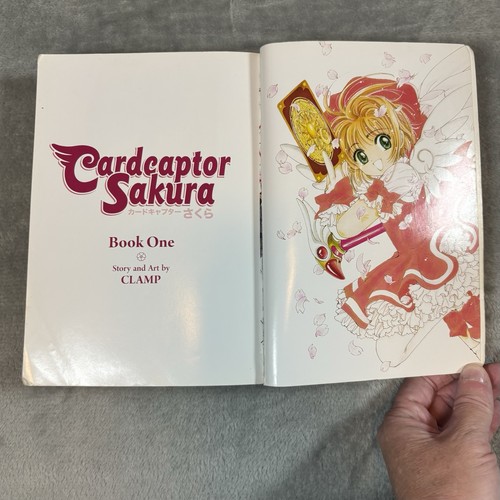 Cardcaptor
Sakura
カードキャプターさくら
Book One
Story and Art by
CLAMP